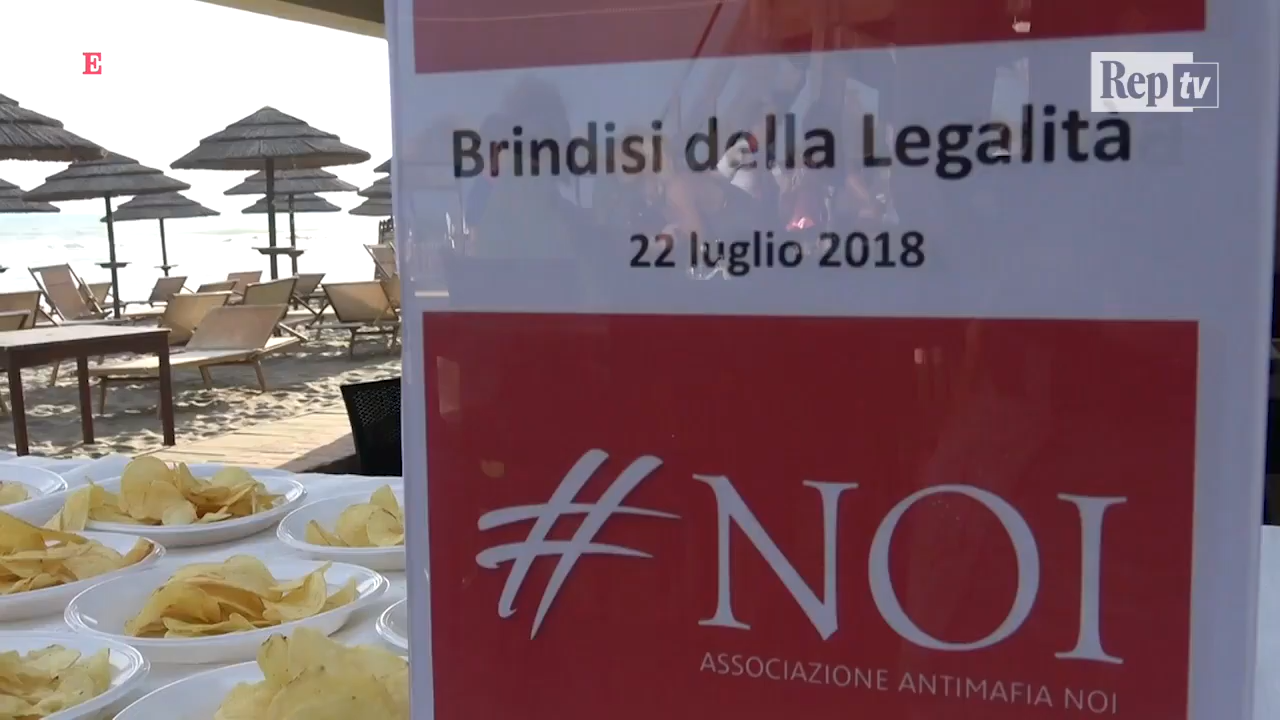 E
Rep tv
Brindisi della Legalità
22 luglio 2018
#NOI
ASSOCIAZIONE ANTIMAFIA NOI